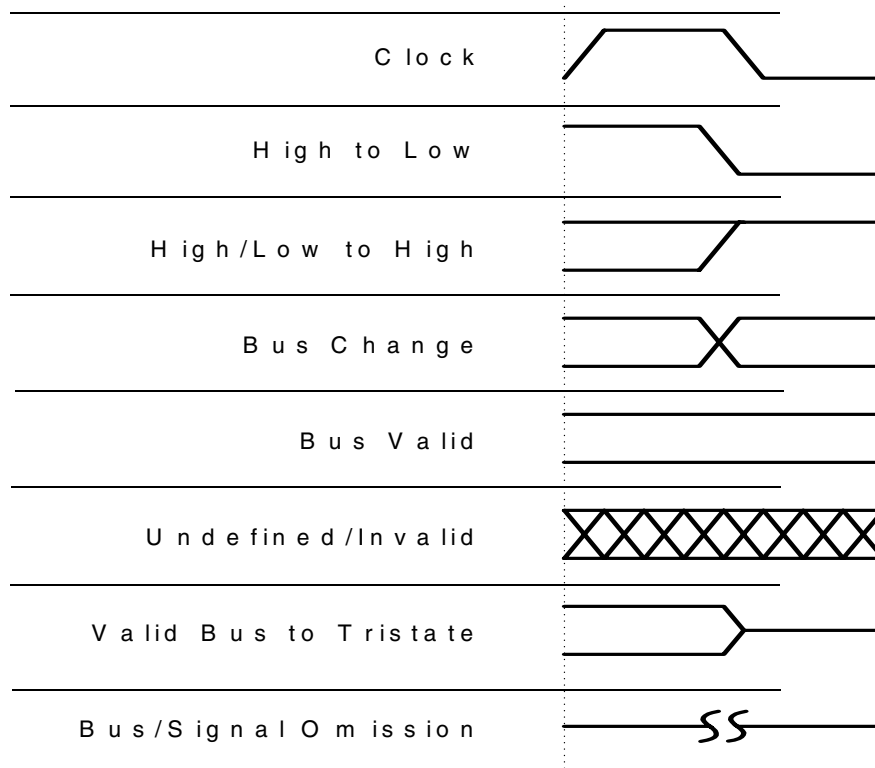 Clock
High to Low
High/Low to High
Bus Change
Bus Valid
Undefined/Invalid
Valid Bus to Tristate
Bus/Signal Omission